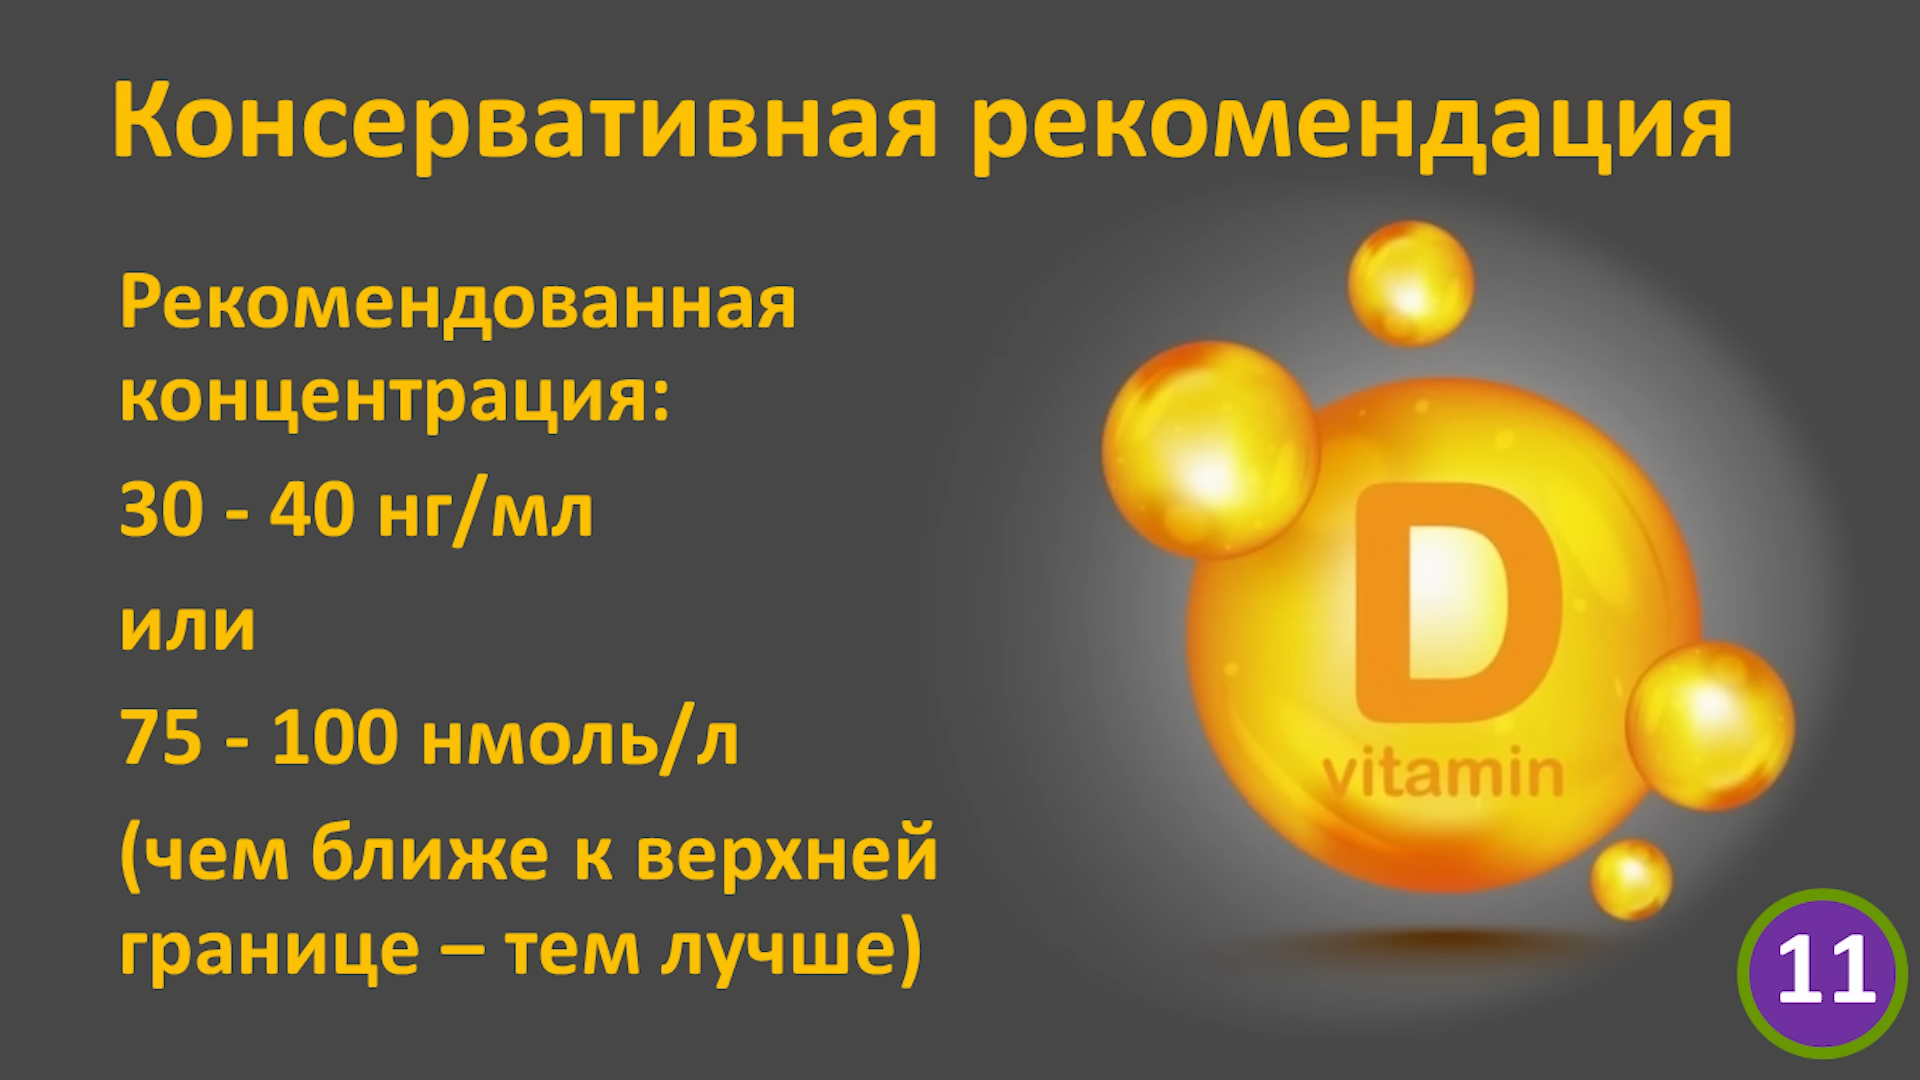 Консервативная рекомендация
Рекомендованная
концентрация:
30 - 40 нг/мл
или
75 - 100 нмоль/л
(чем ближе к верхней
границе – тем лучше)
D
vitamin
11